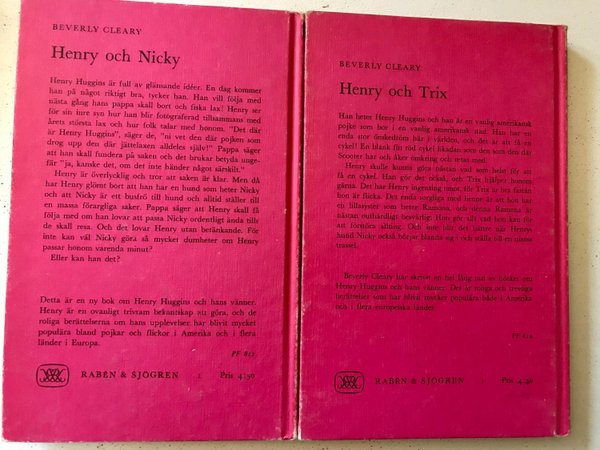 BEVERLY CLEARY
Henry och Nicky
Henry Huggins är full av glänsande idéer. En dag kommer
han på något riktigt bra, tycker han. Han vill följa med
nästa gång hans pappa skall bort och fiska lax! Henry ser
för sin inre syn hur han blir fotograferad tillsammans med
årets största lax och hur folk talar med honom. "Det där
är Henry Huggins", säger de, "ni vet den där pojken som
drog upp den där jättelaxen alldeles själv!" Pappa säger
att han skall fundera på saken och det brukar betyda unge-
fär "ja, kanske det, om det inte händer något särskilt."
Henry är överlycklig och tror att saken är klar. Men då
har Henry glömt bort att han har en hund som heter Nicky
och att Nicky är ett busfrö till hund och alltid ställer till
en massa förargliga saker. Pappa säger att Henry skall få
följa med om han lovar att passa Nicky ordentligt ända tills
de skall resa. Och det lovar Henry utan betänkande. För
inte kan väl Nicky göra så mycket dumheter om Henry
passar honom varenda minut?
Eller kan han det?
Detta är en ny bok om Henry Huggins och hans vänner.
Henry är en ovanligt trivsam bekantskap att göra, och de
roliga berättelserna om hans upplevelser har blivit mycket
populära bland pojkar och flickor i Amerika och i flera
länder i Europa.
PF 812
RABÉN & SJÖGREN 1 Pris 4:50
BEVERLY CLEARY
Henry och Trix
Han heter Henry Huggins och han är en vanlig amerikansk
pojke som bor i en vanlig amerikansk stad. Han har en
enda stor önskedröm här i världen, och det är att få en
cykel! En blank fin röd cykel likadan som den som den där
Scooter har och åker omkring och retas med.
Henry skulle kunna göra nästan vad som helst för att
få en cykel. Han gör det också, och Trix hjälper honom
gärna. Det har Henry ingenting emot, för Trix är bra fastän
hon är flicka. Det enda sorgliga med henne är att hon har
en lillasyster som heter Ramona, och denna Ramona är
nästan outhärdligt besvärlig. Hon gör allt vad hon kan för
att förstöra allting. Och inte blir det bättre när Henrys
hund Nicky också börjar blanda sig i och ställa till en massa
trassel.
Beverly Cleary har skrivit en hel lång rad av böcker om
Henry Huggins och hans vänner. Det är roliga och trevliga
berättelser som har blivit mycket populära både i Amerika
och i flera europeiska länder.
PF
RABÉN & SJÖGREN Pris 4:50